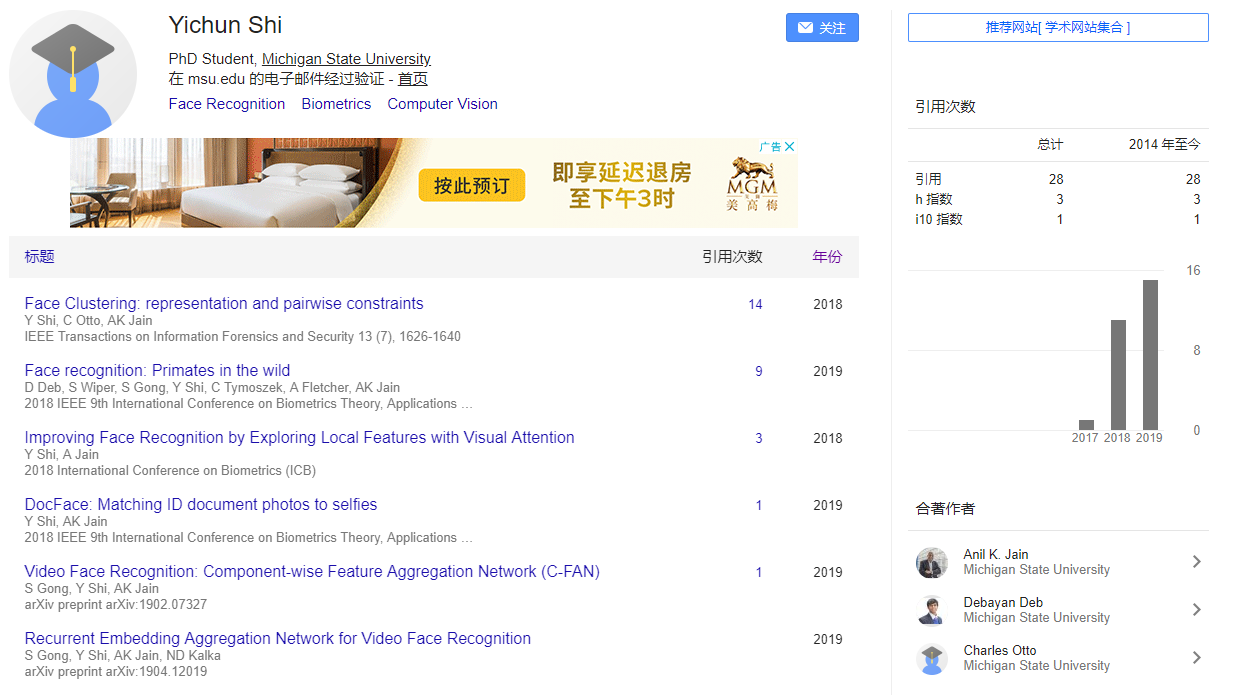 Yichun Shi
关注
PhD Student, Michigan State University
在 msu.edu 的电子邮件经过验证 - 首页
Face Recognition Biometrics Computer Vision
广告
按此预订
即享延迟退房
至下午3时
MGM
美高梅
标题 引用次数 年份
Face Clustering: representation and pairwise constraints 14 2018
Y Shi, C Otto, AK Jain
IEEE Transactions on Information Forensics and Security 13 (7), 1626-1640
Face recognition: Primates in the wild 9 2019
D Deb, S Wiper, S Gong, Y Shi, C Tymoszek, A Fletcher, AK Jain
2018 IEEE 9th International Conference on Biometrics Theory, Applications …
Improving Face Recognition by Exploring Local Features with Visual Attention 3 2018
Y Shi, A Jain
2018 International Conference on Biometrics (ICB)
DocFace: Matching ID document photos to selfies 1 2019
Y Shi, AK Jain
2018 IEEE 9th International Conference on Biometrics Theory, Applications …
Video Face Recognition: Component-wise Feature Aggregation Network (C-FAN) 1 2019
S Gong, Y Shi, AK Jain
arXiv preprint arXiv:1902.07327
Recurrent Embedding Aggregation Network for Video Face Recognition 2019
S Gong, Y Shi, AK Jain, ND Kalka
arXiv preprint arXiv:1904.12019
推荐网站[ 学术网站集合 ]
引用次数
总计 2014 年至今
引用 28 28
h 指数 3 3
i10 指数 1 1
16
8
0
2017 2018 2019
合著作者
Anil K. Jain
Michigan State University
Debayan Deb
Michigan State University
Charles Otto
Michigan State University